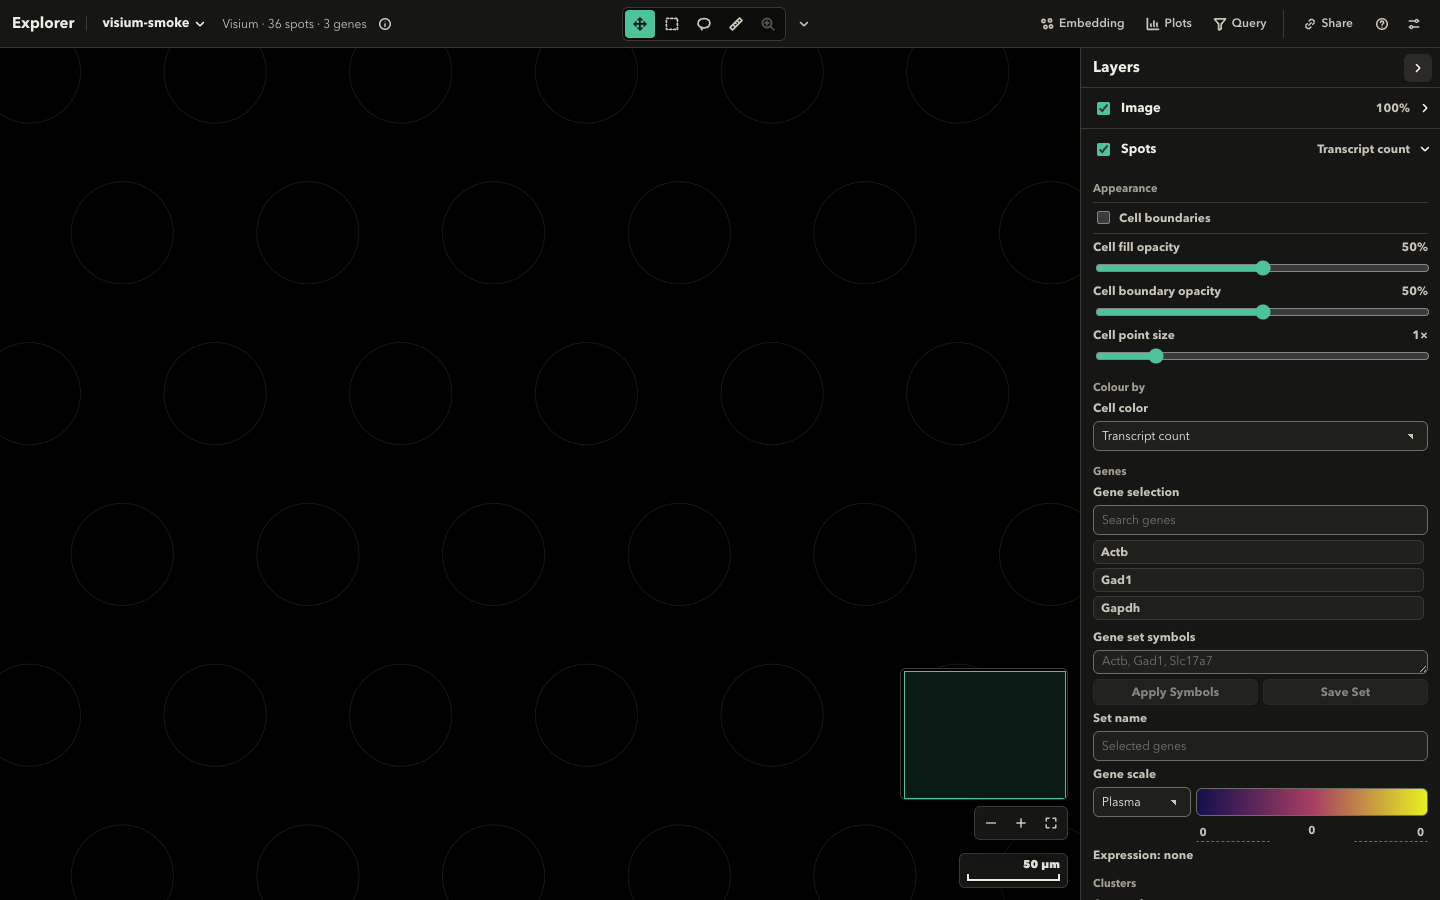 Explorer
visium-smoke
Visium · 36 spots · 3 genes
Embedding
Plots
Query
Share
Layers
Image
100%
Spots
Transcript count
Appearance
Cell boundaries
Cell fill opacity
50%
Cell boundary opacity
50%
Cell point size
1×
Colour by
Cell color
Transcript count
Genes
Gene selection
Search genes
Actb
Gad1
Gapdh
Gene set symbols
Actb, Gad1, Slc17a7
Apply Symbols
Save Set
Set name
Selected genes
Gene scale
Plasma
0
0
0
Expression: none
Clusters
50 µm